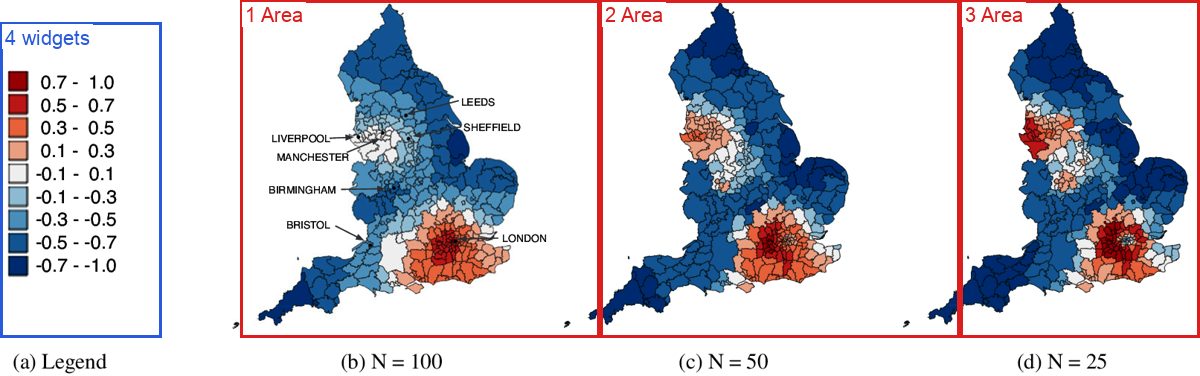 4 widgets
0.7 - 1.0
0.5 - 0.7
0.3 - 0.5
0.1 - 0.3
-0.1 - 0.1
-0.1 - -0.3
-0.3 - -0.5
-0.5 - -0.7
-0.7 - -1.0
1 Area
LEEDS
SHEFFIELD
LIVERPOOL
MANCHESTER
BIRMINGHAM
BRISTOL
LONDON
2 Area
3 Area
(a) Legend
(b) N = 100
(c) N = 50
(d) N = 25